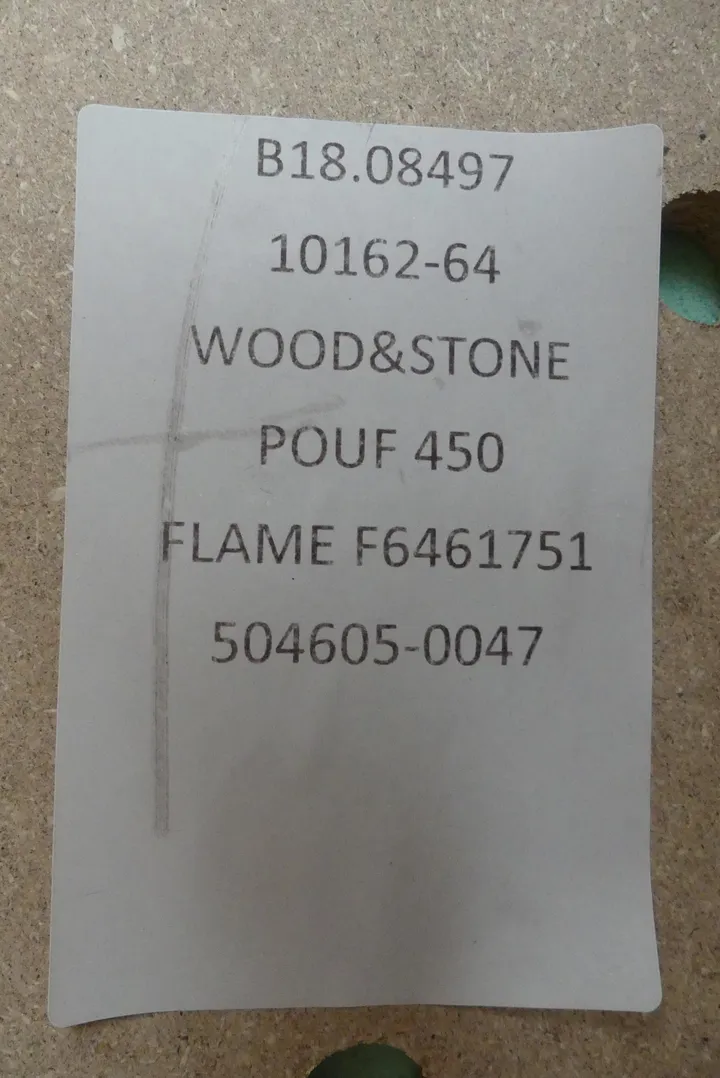 B18.08497
10162-64
WOOD&STONE
POUF 450
FLAME F6461751
504605-0047